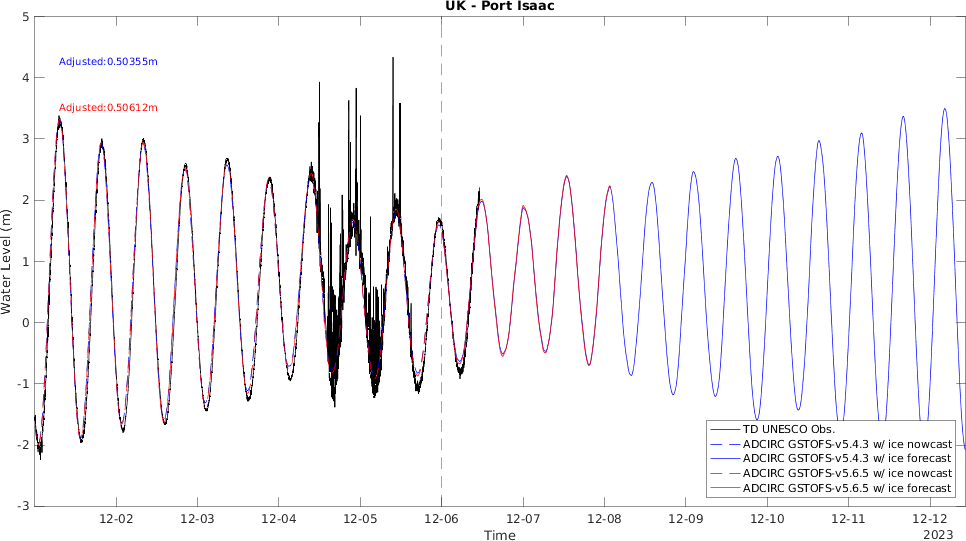 UK - Port Isaac
5
4
3
2
1
0
-1
-2
-3
Water Level (m)
Adjusted:0.50355m
Adjusted:0.50612m
TD UNESCO Obs.
ADCIRC GSTOFS-v5.4.3 w/ ice nowcast
ADCIRC GSTOFS-v5.4.3 w/ ice forecast
ADCIRC GSTOFS-v5.6.5 w/ ice nowcast
ADCIRC GSTOFS-v5.6.5 w/ ice forecast
12-02 12-03 12-04 12-05 12-06 12-07 12-08 12-09 12-10 12-11 12-12
Time
2023